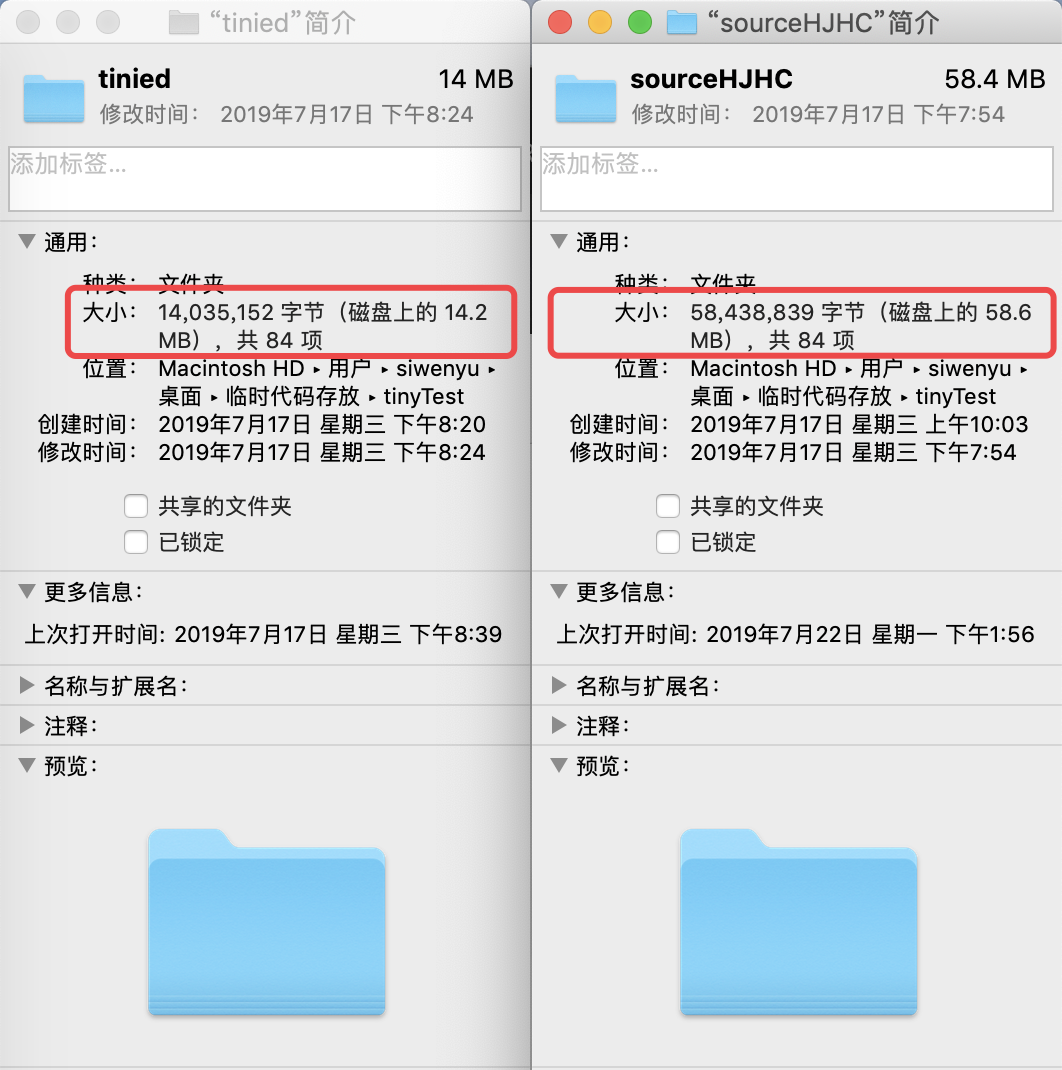 “tinied”简介
tinied 14 MB
修改时间： 2019年7月17日 下午8:24
添加标签...
通用：
种类： 文件夹
大小： 14,035,152 字节（磁盘上的 14.2
MB），共 84 项
位置： Macintosh HD ▸ 用户 ▸ siwenyu ▸
桌面 ▸ 临时代码存放 ▸ tinyTest
创建时间： 2019年7月17日 星期三 下午8:20
修改时间： 2019年7月17日 星期三 下午8:24
共享的文件夹
已锁定
更多信息：
上次打开时间: 2019年7月17日 星期三 下午8:39
名称与扩展名：
注释：
预览：
“sourceHJHC”简介
sourceHJHC 58.4 MB
修改时间： 2019年7月17日 下午7:54
添加标签...
通用：
种类： 文件夹
大小： 58,438,839 字节（磁盘上的 58.6
MB），共 84 项
位置： Macintosh HD ▸ 用户 ▸ siwenyu ▸
桌面 ▸ 临时代码存放 ▸ tinyTest
创建时间： 2019年7月17日 星期三 上午10:03
修改时间： 2019年7月17日 星期三 下午7:54
共享的文件夹
已锁定
更多信息：
上次打开时间: 2019年7月22日 星期一 下午1:56
名称与扩展名：
注释：
预览：